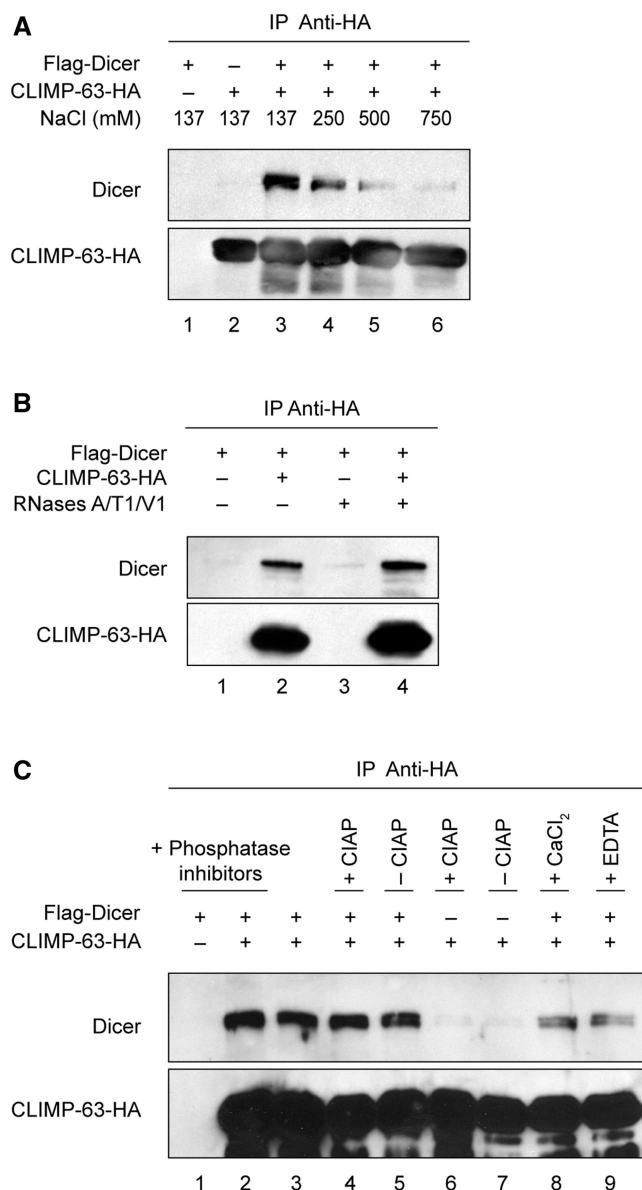 A
IP Anti-HA
Flag-Dicer + – + + + +
CLIMP-63-HA – + + + + +
NaCl (mM) 137 137 137 250 500 750
Dicer
CLIMP-63-HA
1 2 3 4 5 6
B
IP Anti-HA
Flag-Dicer + + + +
CLIMP-63-HA – + – +
RNases A/T1/V1 – – + +
Dicer
CLIMP-63-HA
1 2 3 4
C
IP Anti-HA
+ Phosphatase
inhibitors
+ CIAP
– CIAP
+ CIAP
– CIAP
+ CaCl₂
+ EDTA
Flag-Dicer + + + + + – – + +
CLIMP-63-HA – + + + + + + + +
Dicer
CLIMP-63-HA
1 2 3 4 5 6 7 8 9